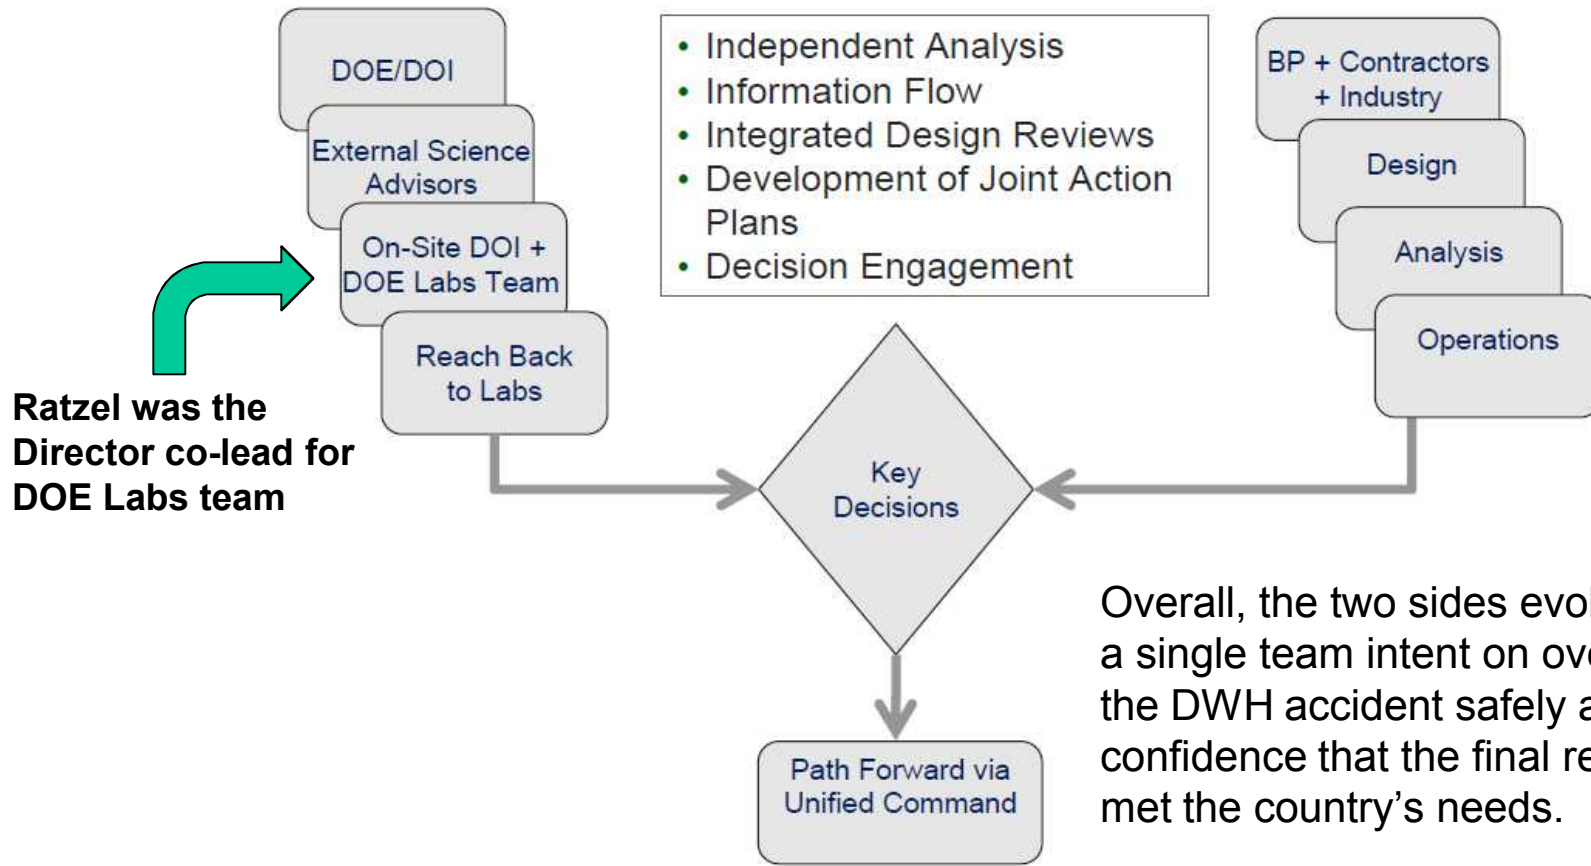 DOE/DOI
External Science
Advisors
On-Site DOI +
DOE Labs Team
Reach Back
to Labs
Ratzel was the
Director co-lead for
DOE Labs team
• Independent Analysis
• Information Flow
• Integrated Design Reviews
• Development of Joint Action
Plans
• Decision Engagement
BP + Contractors
+ Industry
Design
Analysis
Operations
Key
Decisions
Path Forward via
Unified Command
Overall, the two sides
a single team intent on
the DWH accident safely
confidence that the final
met the country’s needs.